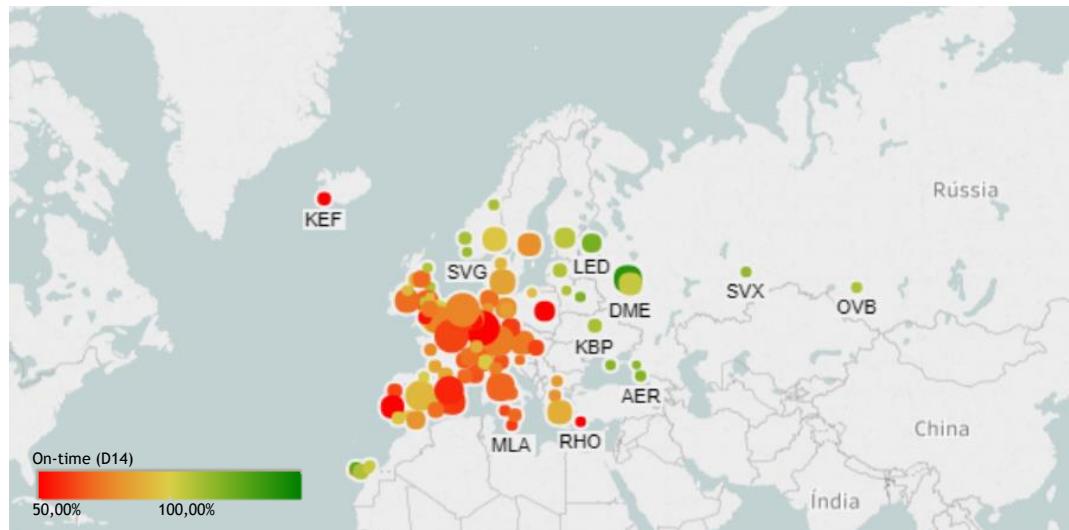 Rússia
KEF
SVG
LED
SVX
OVB
DME
KBP
AER
China
MLA
RHO
On-time (D14)
50,00% 100,00%
Índia